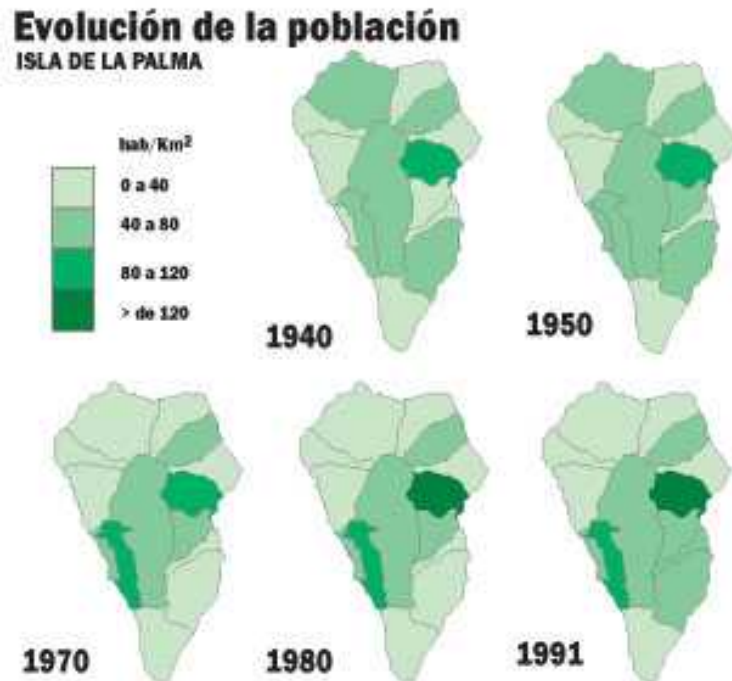 Evolución de la población
ISLA DE LA PALMA
hab/Km²
0 a 40
40 a 80
80 a 120
> de 120
1940
1950
1970
1980
1991